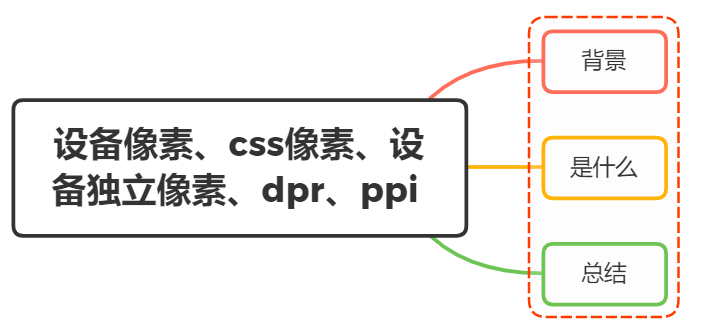 设备像素、css像素、设
备独立像素、dpr、ppi
背景
是什么
总结